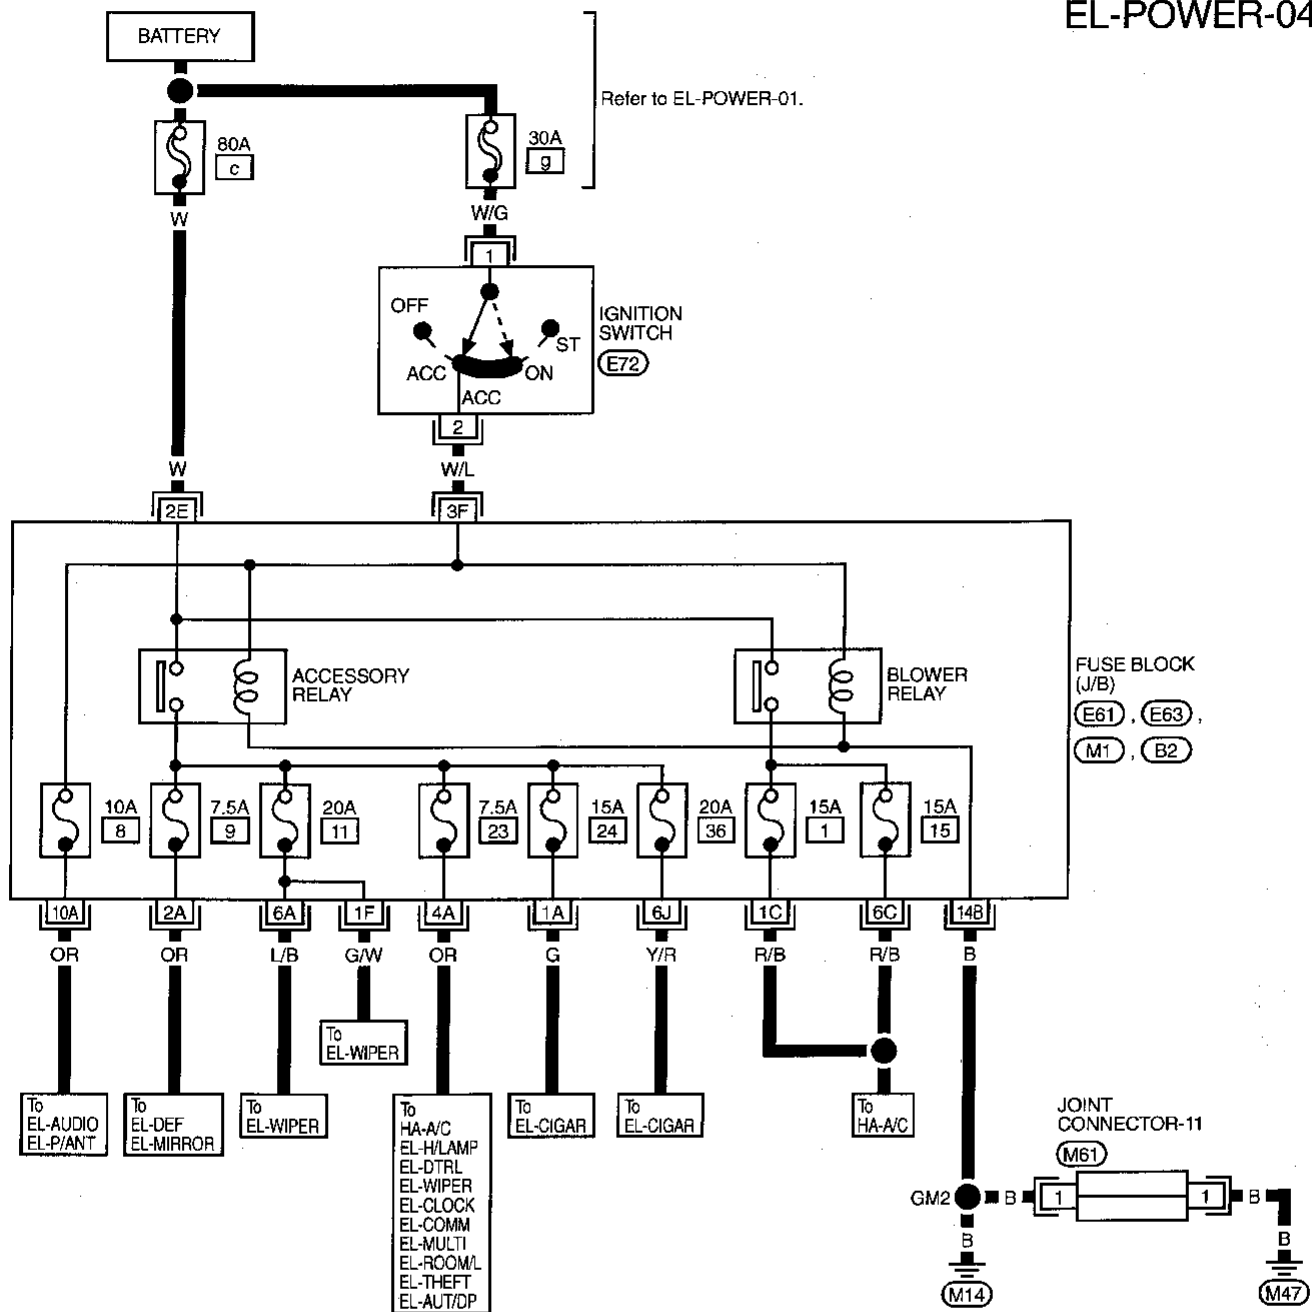 EL-POWER-04
BATTERY
Refer to EL-POWER-01.
80A
c
30A
g
W
W/G
1
OFF
IGNITION
SWITCH
E72
ST
ACC
ON
ACC
2
W
W/L
2E
3F
ACCESSORY
RELAY
BLOWER
RELAY
FUSE BLOCK
(J/B)
E61 , E63 ,
M1 , B2
10A
8
7.5A
9
20A
11
7.5A
23
15A
24
20A
36
15A
1
15A
15
10A 2A 6A 1F 4A 1A 6J 1C 6C 14B
OR OR L/B G/W OR G Y/R R/B R/B B
To
EL-WIPER
To
EL-AUDIO
EL-P/ANT
To
EL-DEF
EL-MIRROR
To
EL-WIPER
To
HA-A/C
EL-H/LAMP
EL-DTRL
EL-WIPER
EL-CLOCK
EL-COMM
EL-MULTI
EL-ROOM/L
EL-THEFT
EL-AUT/DP
To
EL-CIGAR
To
EL-CIGAR
To
HA-A/C
JOINT
CONNECTOR-11
M61
GM2
B
1
1
B
B
B
M14
M47